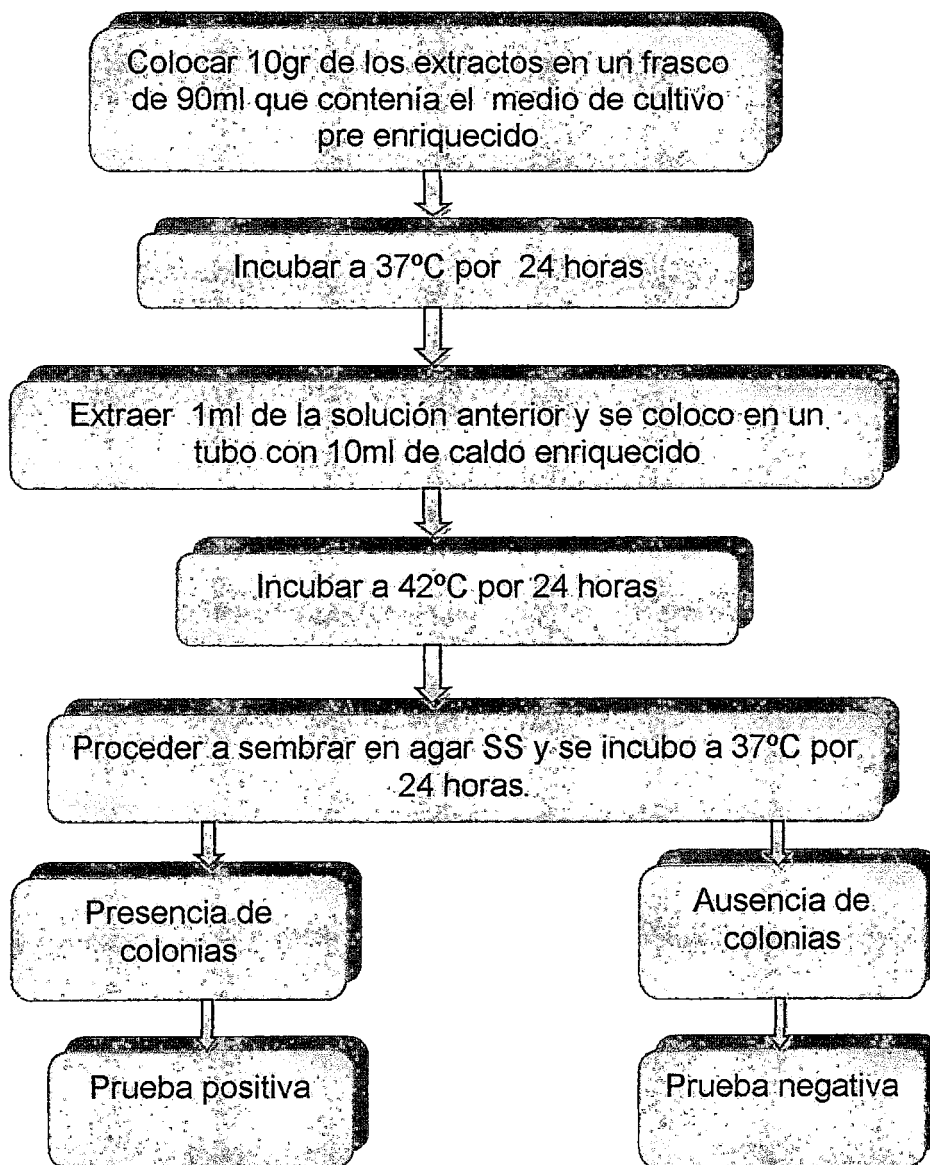 Colocar 10gr de los extractos en un frasco
de 90ml que contenía el medio de cultivo
pre enriquecido
Incubar a 37ºC por 24 horas
Extraer 1ml de la solución anterior y se coloco en un
tubo con 10ml de caldo enriquecido
Incubar a 42ºC por 24 horas
Proceder a sembrar en agar SS y se incubo a 37ºC por
24 horas.
Presencia de
colonias
Ausencia de
colonias
Prueba positiva
Prueba negativa